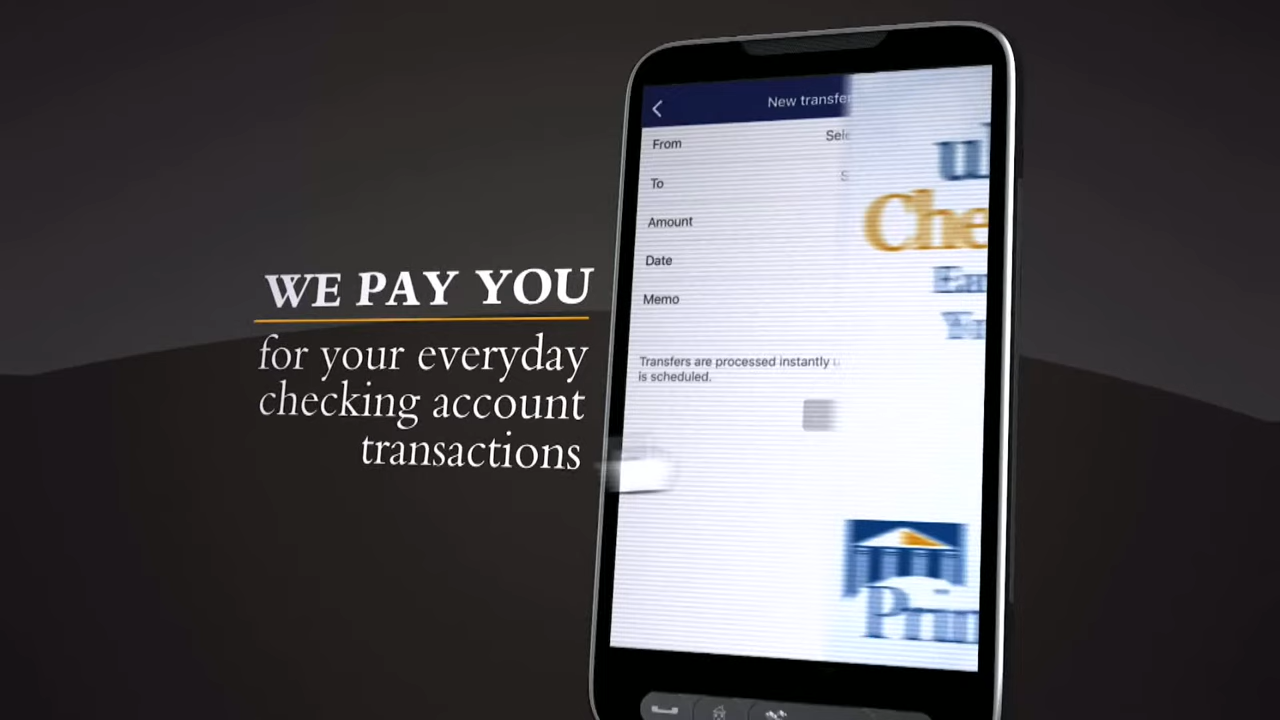 WE PAY YOU
for your everyday
checking account
transactions
New transfer
From
To
Amount
Date
Memo
Transfers are processed instantly
is scheduled.